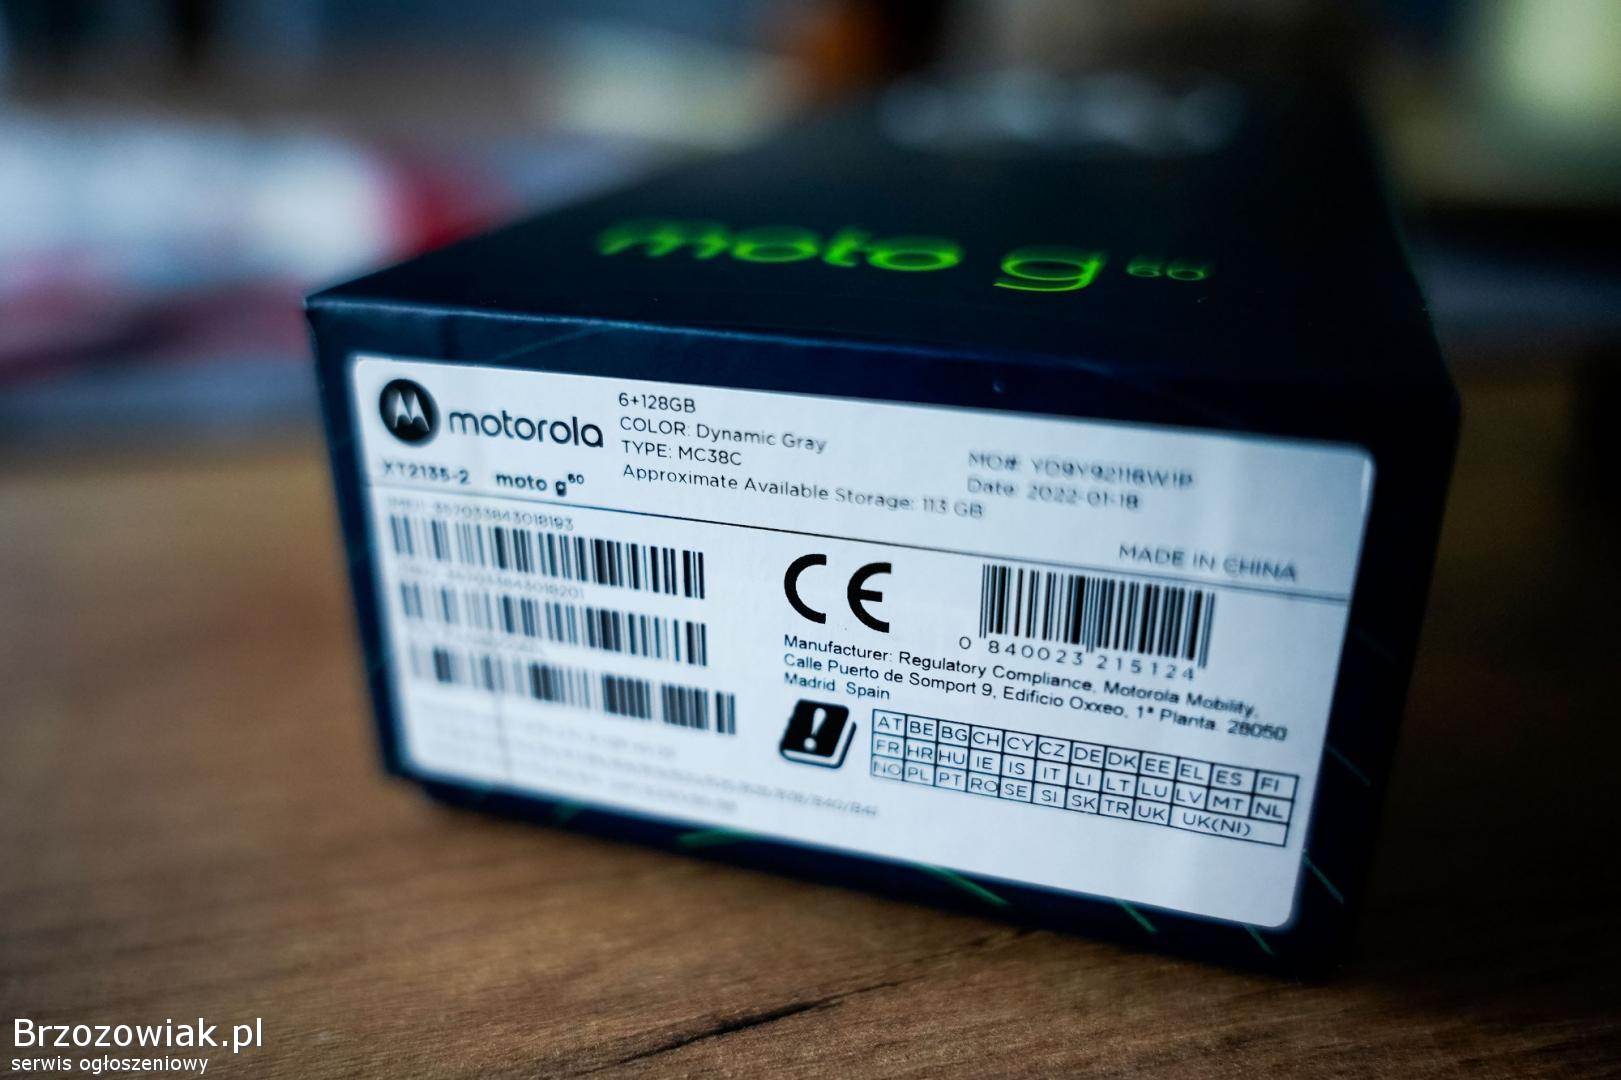 moto g 60
motorola
6+128GB
COLOR: Dynamic Gray
TYPE: MC38C
Approximate Available Storage: 113 GB
MO#: YD9Y92118W1P
Date: 2022-01-18
XT2135-2 moto g60
MADE IN CHINA
357033843018193
357033843018201
CE
0 840023 215124
Manufacturer: Regulatory Compliance, Motorola Mobility,
Calle Puerto de Somport 9, Edificio Oxxeo, 1ª Planta. 28050
Madrid. Spain
AT BE BG CH CY CZ DE DK EE EL ES FI
FR HR HU IE IS IT LI LT LU LV MT NL
NO PL PT RO SE SI SK TR UK UK(NI)
Brzozowiak.pl
serwis ogłoszeniowy